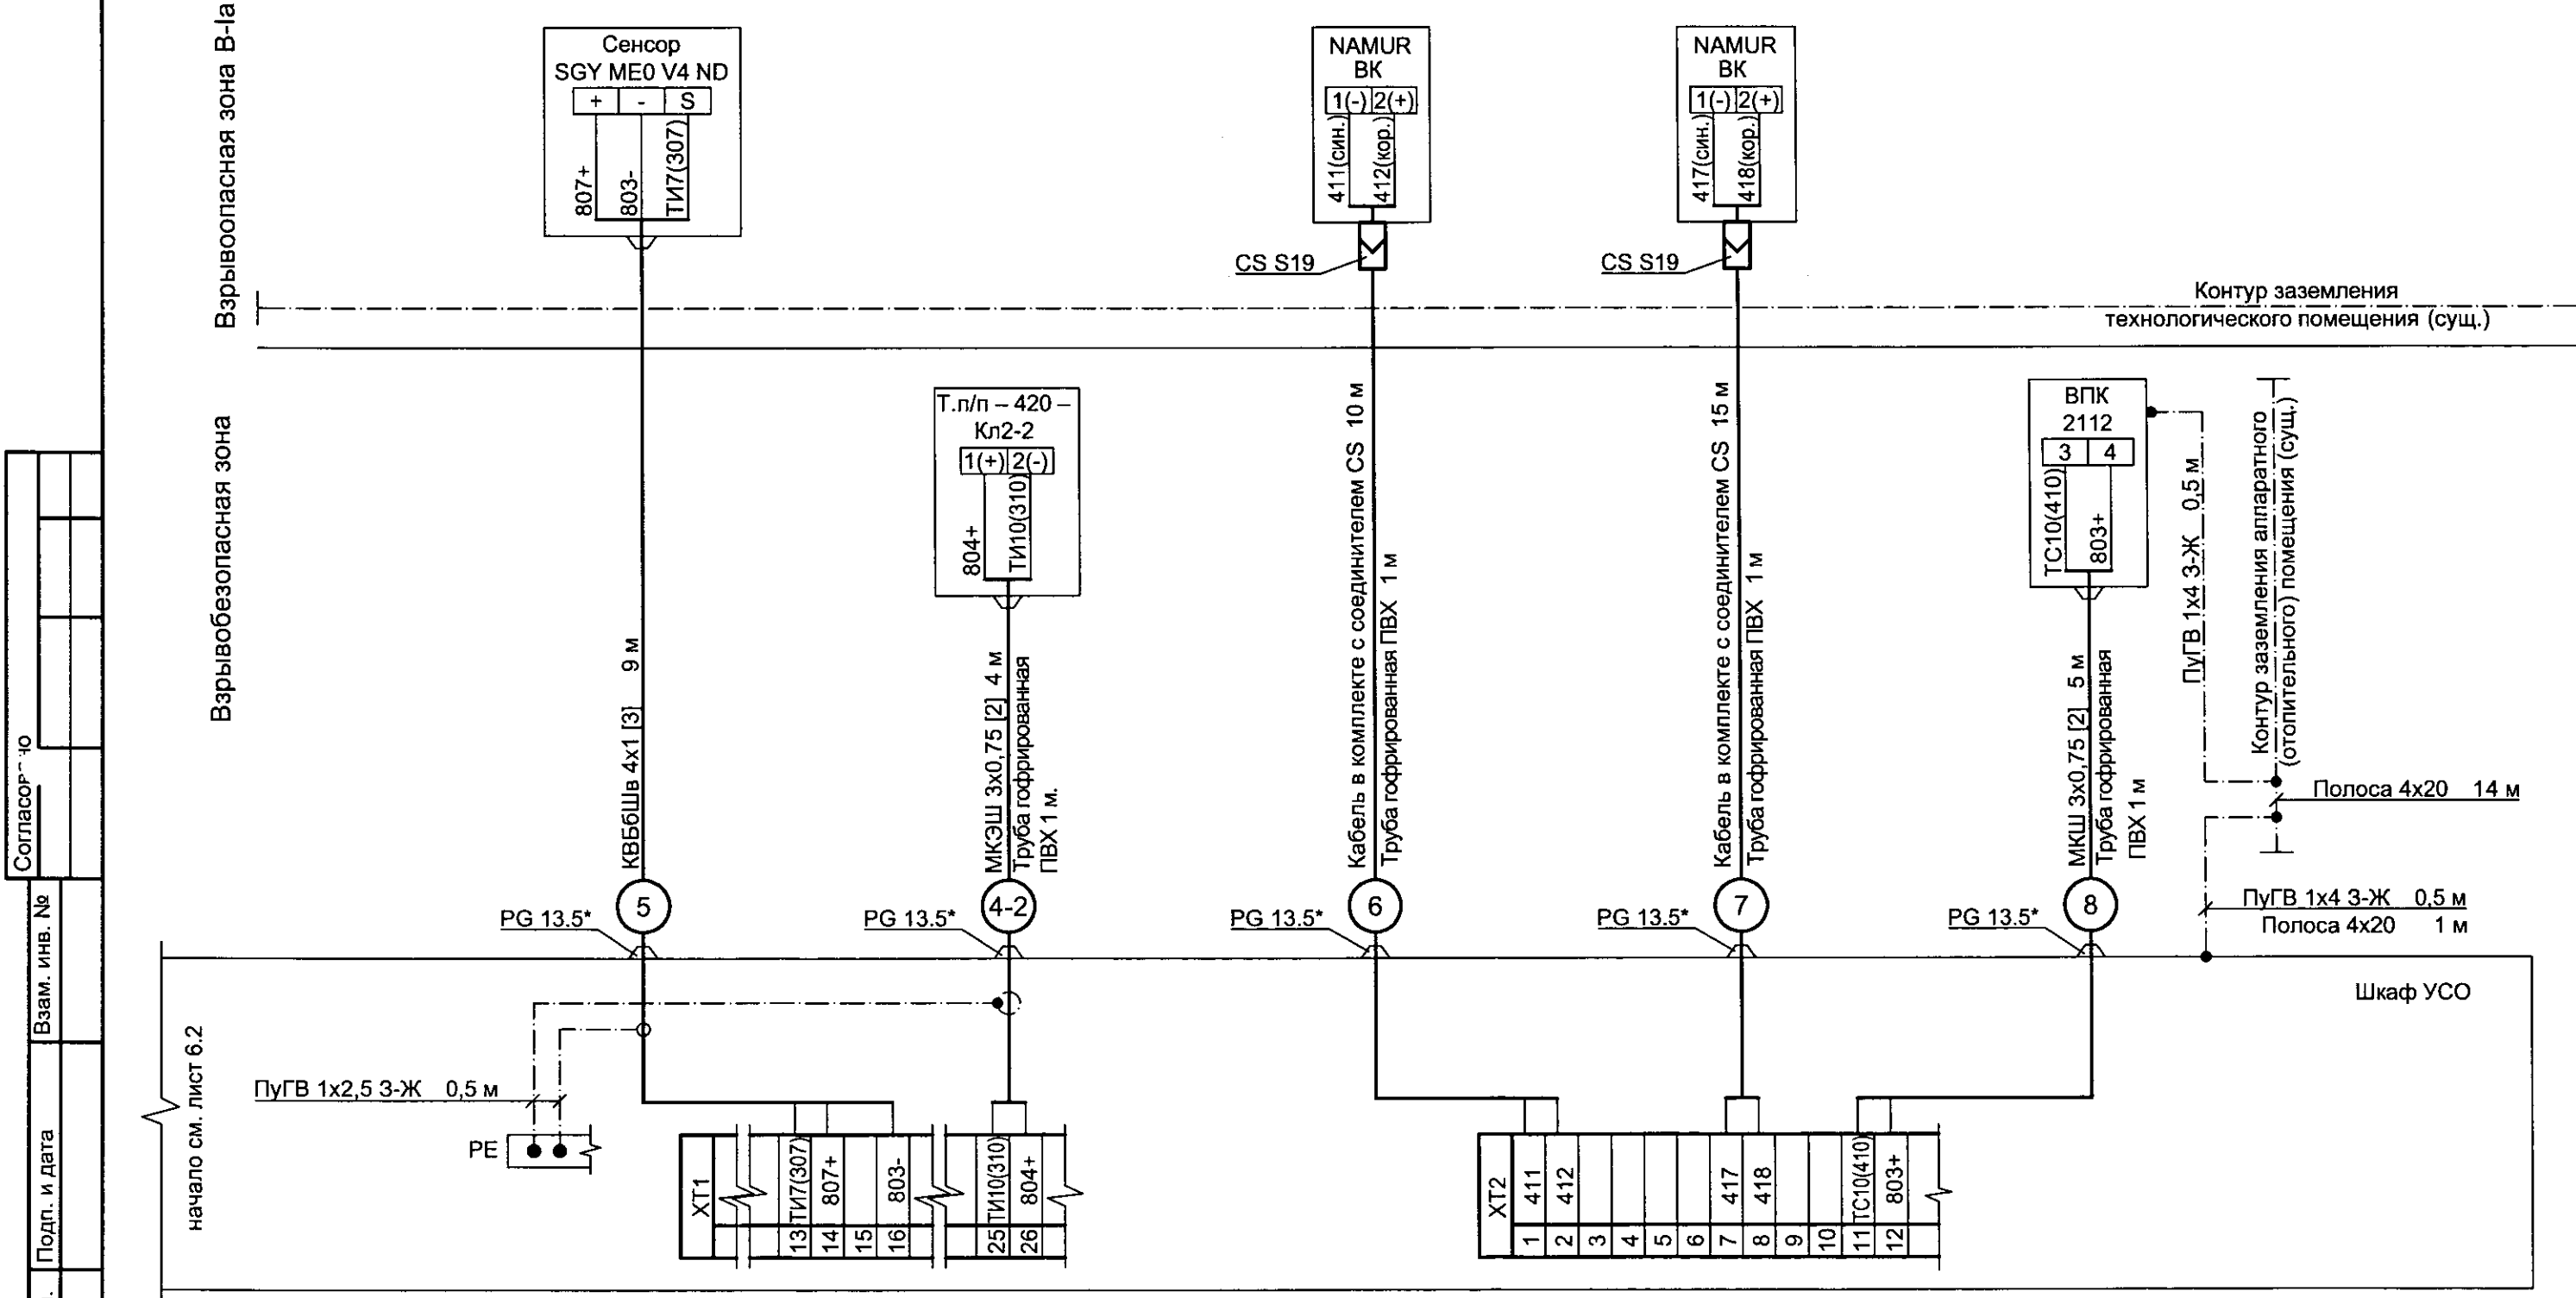 Взрывоопасная зона В-Iа
Сенсор
SGY ME0 V4 ND
+ - S
807+
803-
ТИ7(307)
NAMUR
ВК
1(-) 2(+)
411(син.)
412(кор.)
CS S19
NAMUR
ВК
1(-) 2(+)
417(син.)
418(кор.)
CS S19
Контур заземления
технологического помещения (сущ.)
Взрывобезопасная зона
Т.п/п – 420 –
Кл2-2
1(+) 2(-)
804+
ТИ10(310)
ВПК
2112
3 4
ТС10(410)
803+
ПуГВ 1х4 З-Ж 0,5 м
Контур заземления аппаратного
(отопительного) помещения (сущ.)
КВБбШв 4х1 [3] 9 м
МКЭШ 3х0,75 [2] 4 м
Труба гофрированная
ПВХ 1 м.
Кабель в комплекте с соединителем CS 10 м
Труба гофрированная ПВХ 1 м
Кабель в комплекте с соединителем CS 15 м
Труба гофрированная ПВХ 1 м
МКШ 3х0,75 [2] 5 м
Труба гофрированная
ПВХ 1 м
Полоса 4х20 14 м
ПуГВ 1х4 З-Ж 0,5 м
Полоса 4х20 1 м
PG 13.5* 5
PG 13.5* 4-2
PG 13.5* 6
PG 13.5* 7
PG 13.5* 8
Шкаф УСО
начало см. лист 6.2
ПуГВ 1х2,5 З-Ж 0,5 м
PE
XT1
13 ТИ7(307)
14 807+
15
16 803-
25 ТИ10(310)
26 804+
XT2
1 411
2 412
3
4
5
6
7 417
8 418
9
10
11 ТС10(410)
12 803+
Взам. инв. №
Подп. и дата